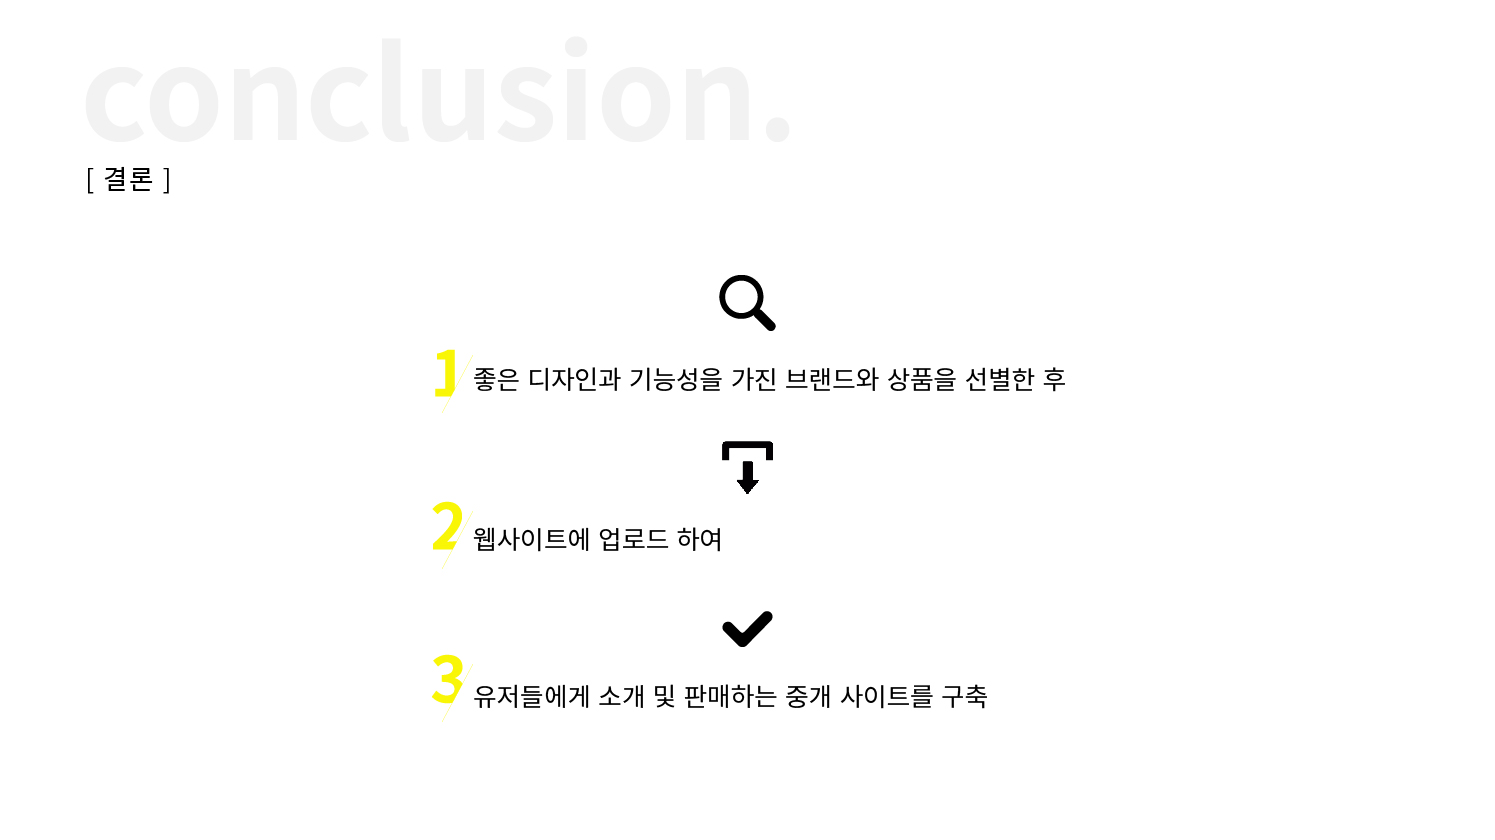 conclusion.
[ 결론 ]
1 좋은 디자인과 기능성을 가진 브랜드와 상품을 선별한 후
2 웹사이트에 업로드 하여
3 유저들에게 소개 및 판매하는 중개 사이트를 구축